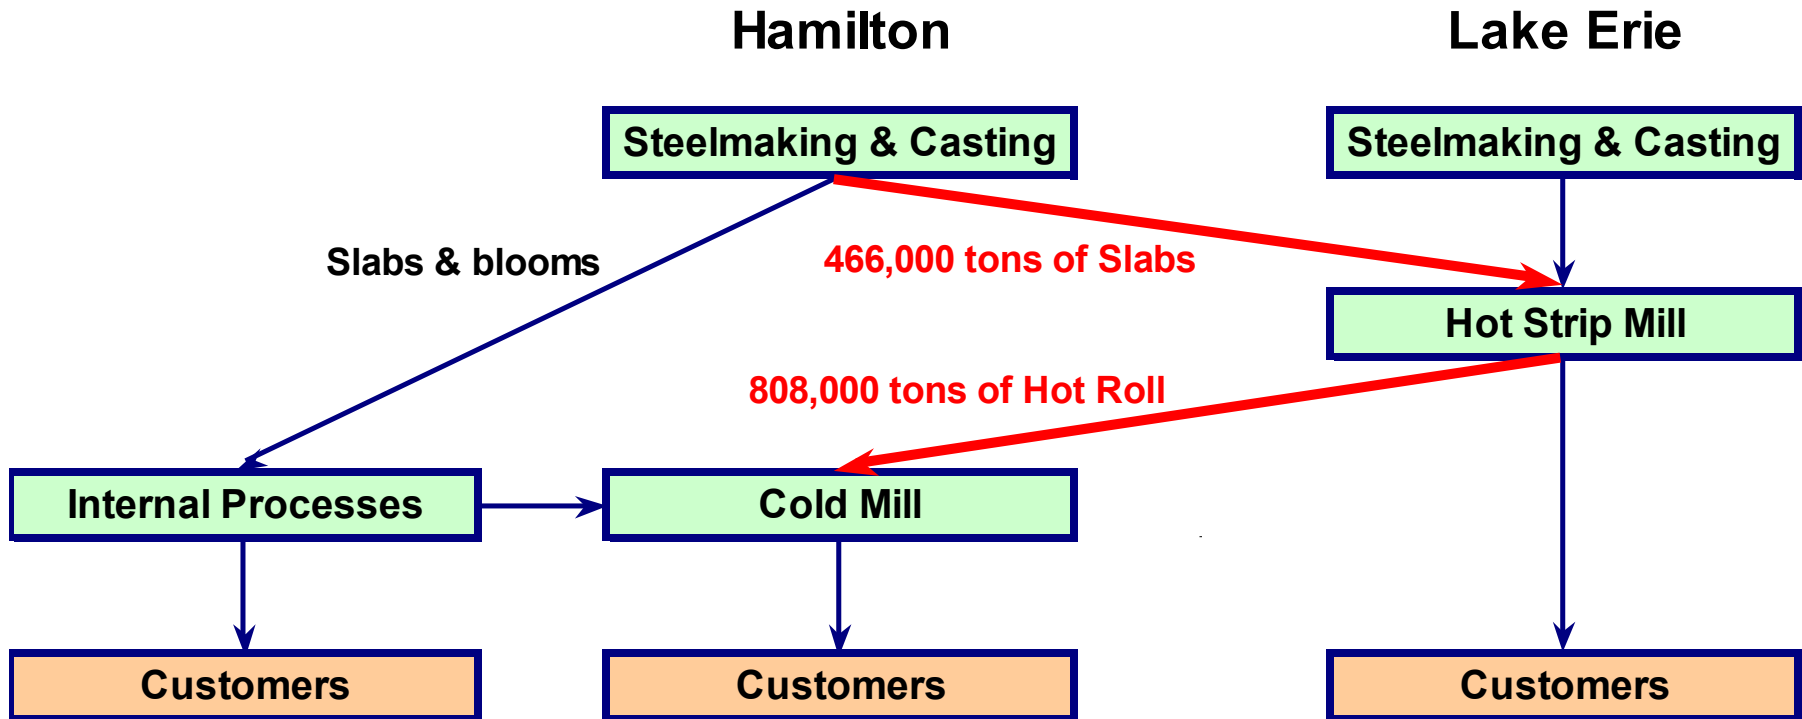 Hamilton
Lake Erie
Steelmaking & Casting
Steelmaking & Casting
Slabs & blooms
466,000 tons of Slabs
Hot Strip Mill
808,000 tons of Hot Roll
Internal Processes
Cold Mill
Customers
Customers
Customers